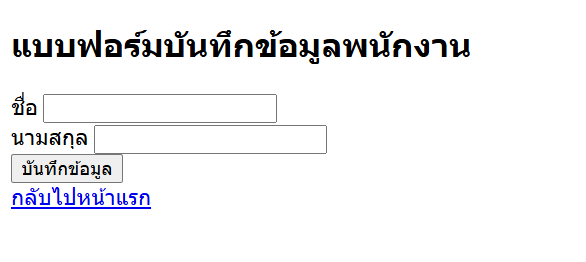 แบบฟอร์มบันทึกข้อมูลพนักงาน
ชื่อ
นามสกุล
บันทึกข้อมูล
กลับไปหน้าแรก